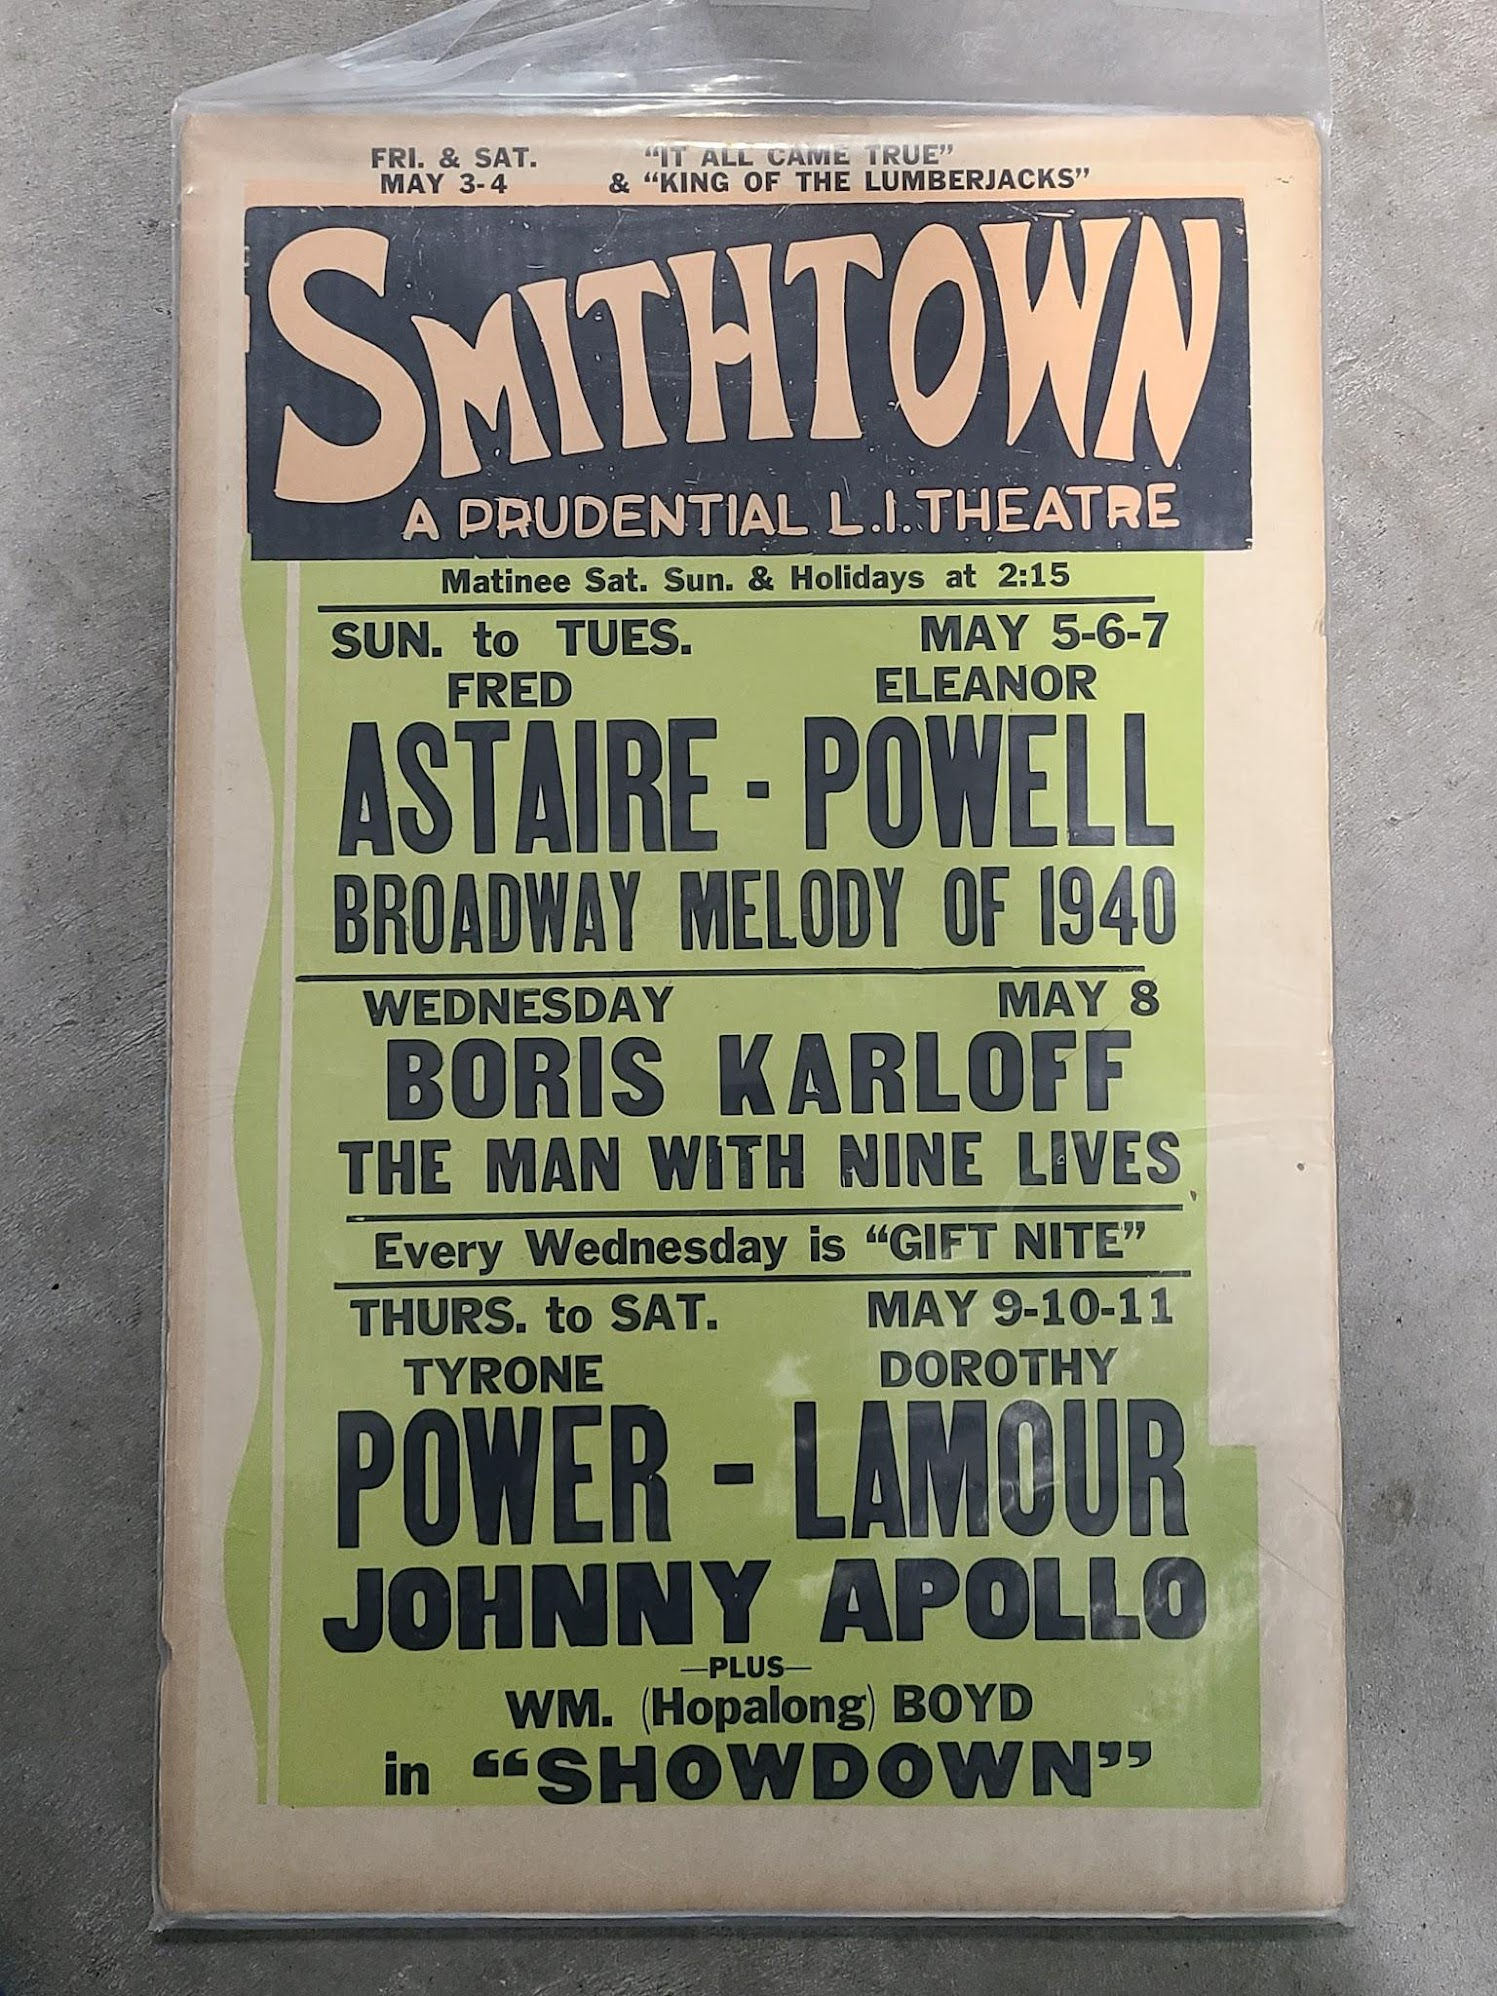 FRI. & SAT. "IT ALL CAME TRUE"
MAY 3-4 & "KING OF THE LUMBERJACKS"
SMITHTOWN
A PRUDENTIAL L.I. THEATRE
Matinee Sat. Sun. & Holidays at 2:15
SUN. to TUES. MAY 5-6-7
FRED ELEANOR
ASTAIRE - POWELL
BROADWAY MELODY OF 1940
WEDNESDAY MAY 8
BORIS KARLOFF
THE MAN WITH NINE LIVES
Every Wednesday is "GIFT NITE"
THURS. to SAT. MAY 9-10-11
TYRONE DOROTHY
POWER - LAMOUR
JOHNNY APOLLO
—PLUS—
WM. (Hopalong) BOYD
in "SHOWDOWN"